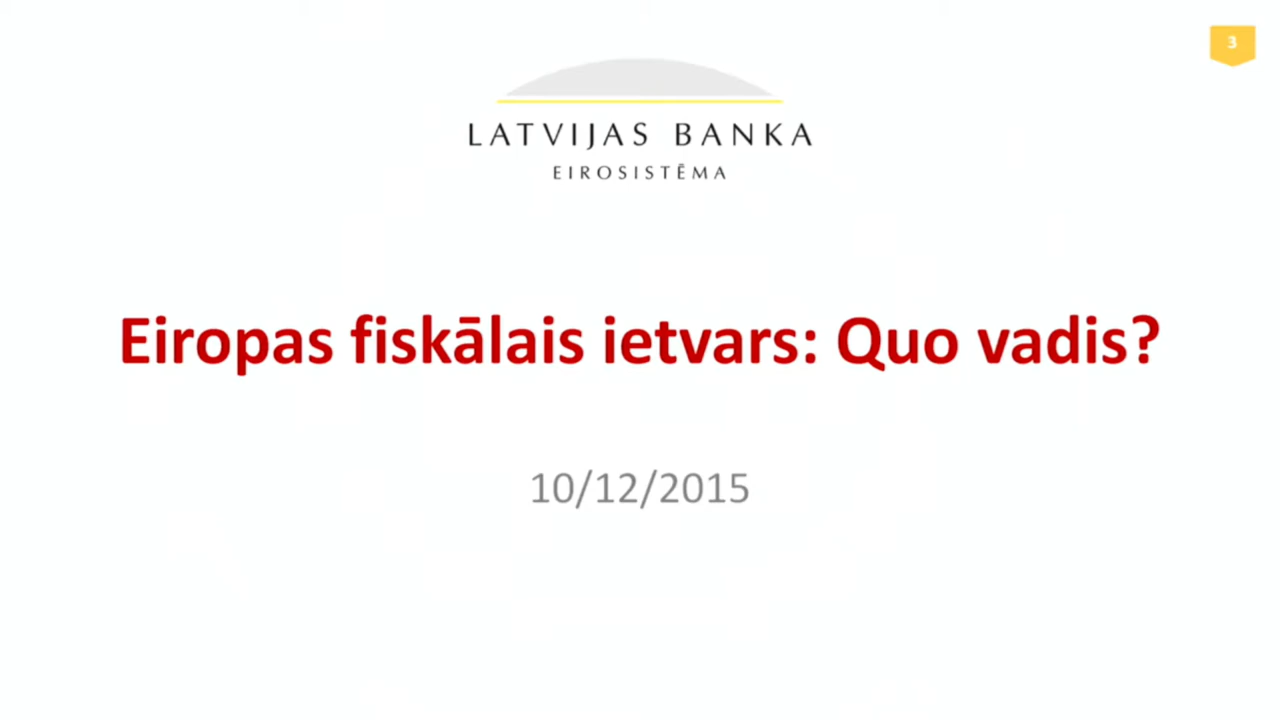 3
LATVIJAS BANKA
EIROSISTĒMA
Eiropas fiskālais ietvars: Quo vadis?
10/12/2015